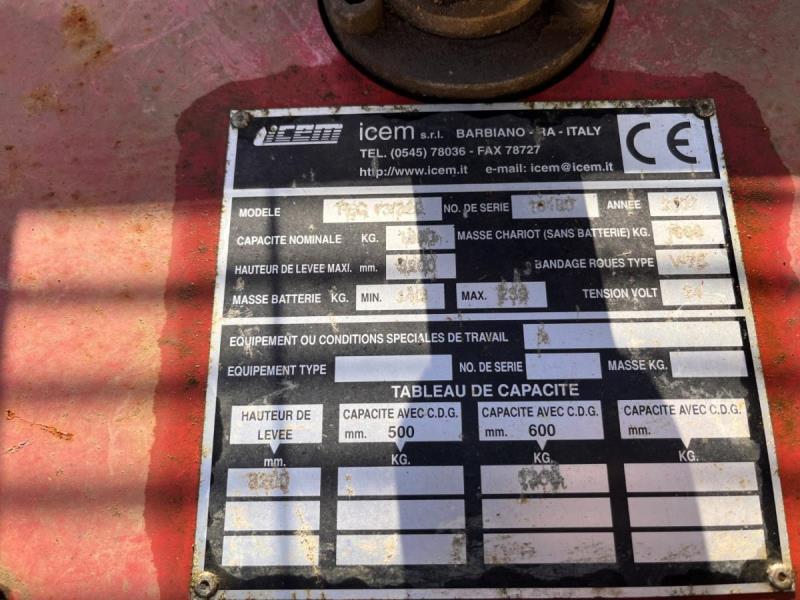 icem icem s.r.l. BARBIANO - RA - ITALY
TEL. (0545) 78036 - FAX 78727
http://www.icem.it e-mail: icem@icem.it
CE
MODELE NO. DE SERIE ANNEE
CAPACITE NOMINALE KG. MASSE CHARIOT (SANS BATTERIE) KG.
HAUTEUR DE LEVEE MAXI. mm. BANDAGE ROUES TYPE
MASSE BATTERIE KG. MIN. MAX. TENSION VOLT 24
EQUIPEMENT OU CONDITIONS SPECIALES DE TRAVAIL
EQUIPEMENT TYPE NO. DE SERIE MASSE KG.
TABLEAU DE CAPACITE
HAUTEUR DE LEVEE mm.
CAPACITE AVEC C.D.G. mm. 500 KG.
CAPACITE AVEC C.D.G. mm. 600 KG.
CAPACITE AVEC C.D.G. mm. KG.